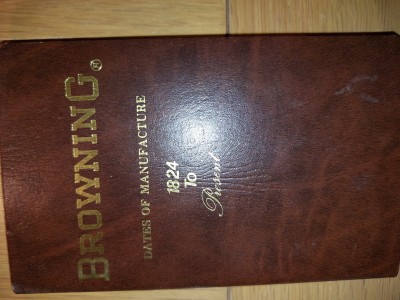 BROWNING®
DATES OF MANUFACTURE
1824
To
Present